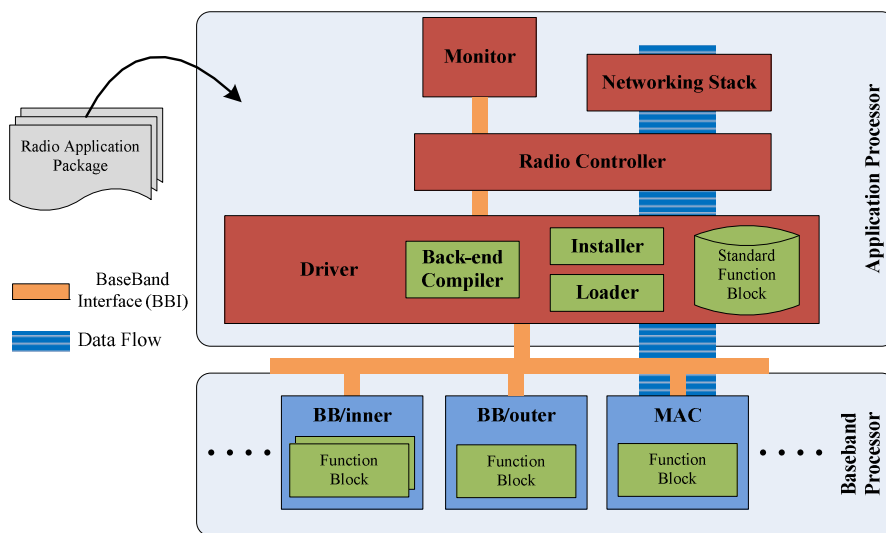 Monitor
Networking Stack
Radio Application
Package
Radio Controller
Application Processor
Driver
Back-end
Compiler
Installer
Loader
Standard
Function
Block
BaseBand
Interface (BBI)
Data Flow
BB/inner
BB/outer
MAC
Function
Block
Function
Block
Function
Block
Baseband
Processor